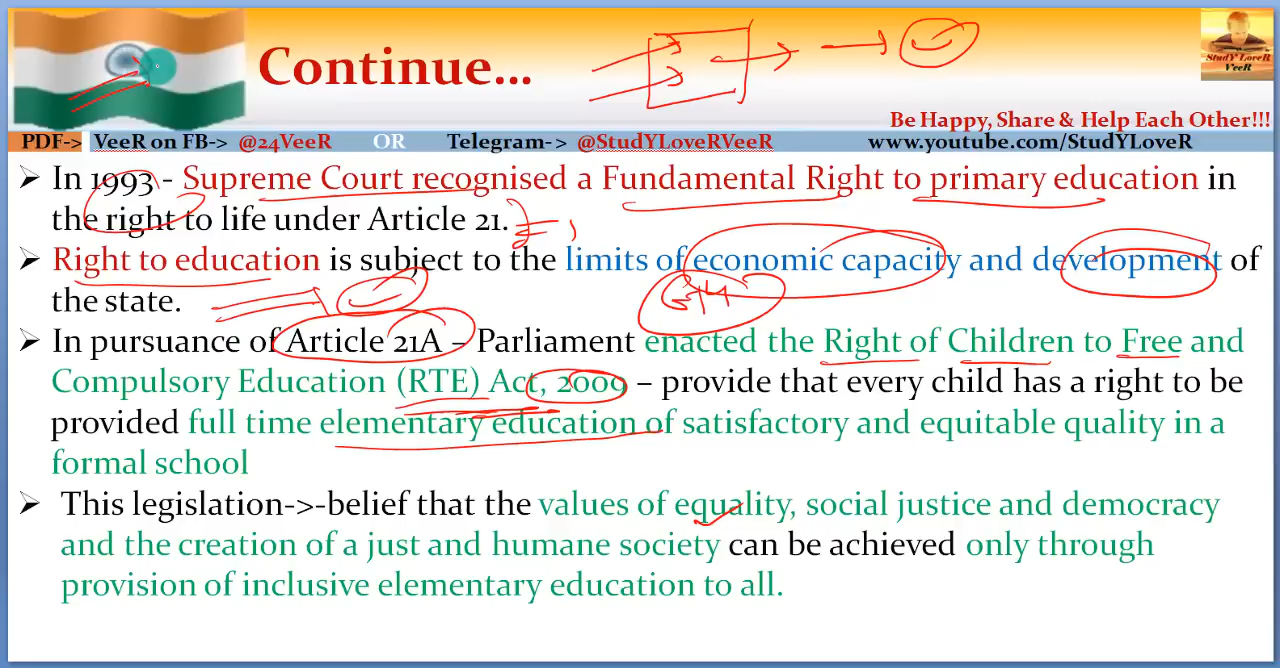 Continue...
StudY LoveR
VeeR
Be Happy, Share & Help Each Other!!!
PDF-> VeeR on FB-> @24VeeR OR Telegram-> @StudYLoveRVeeR www.youtube.com/StudYLoveR
➢ In 1993 - Supreme Court recognised a Fundamental Right to primary education in
the right to life under Article 21.
➢ Right to education is subject to the limits of economic capacity and development of
the state.
➢ In pursuance of Article 21A – Parliament enacted the Right of Children to Free and
Compulsory Education (RTE) Act, 2009 – provide that every child has a right to be
provided full time elementary education of satisfactory and equitable quality in a
formal school
➢ This legislation->-belief that the values of equality, social justice and democracy
and the creation of a just and humane society can be achieved only through
provision of inclusive elementary education to all.